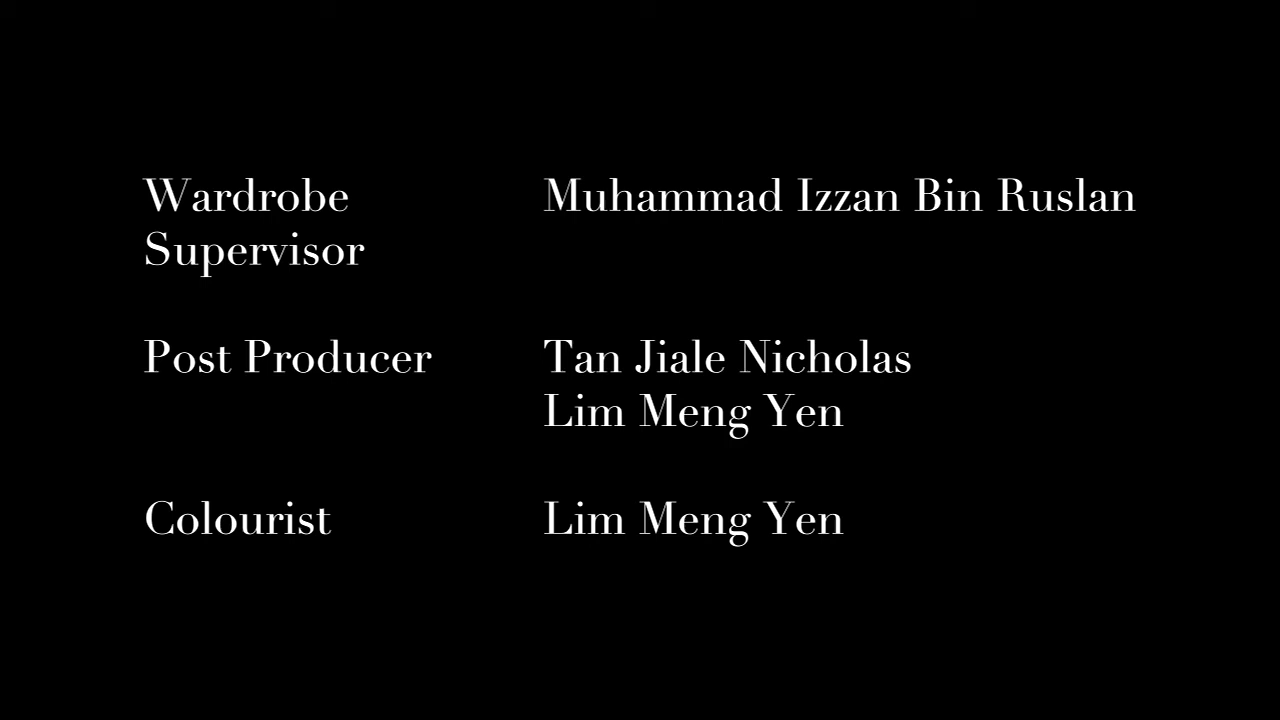 Wardrobe Muhammad Izzan Bin Ruslan
Supervisor
Post Producer Tan Jiale Nicholas
Lim Meng Yen
Colourist Lim Meng Yen